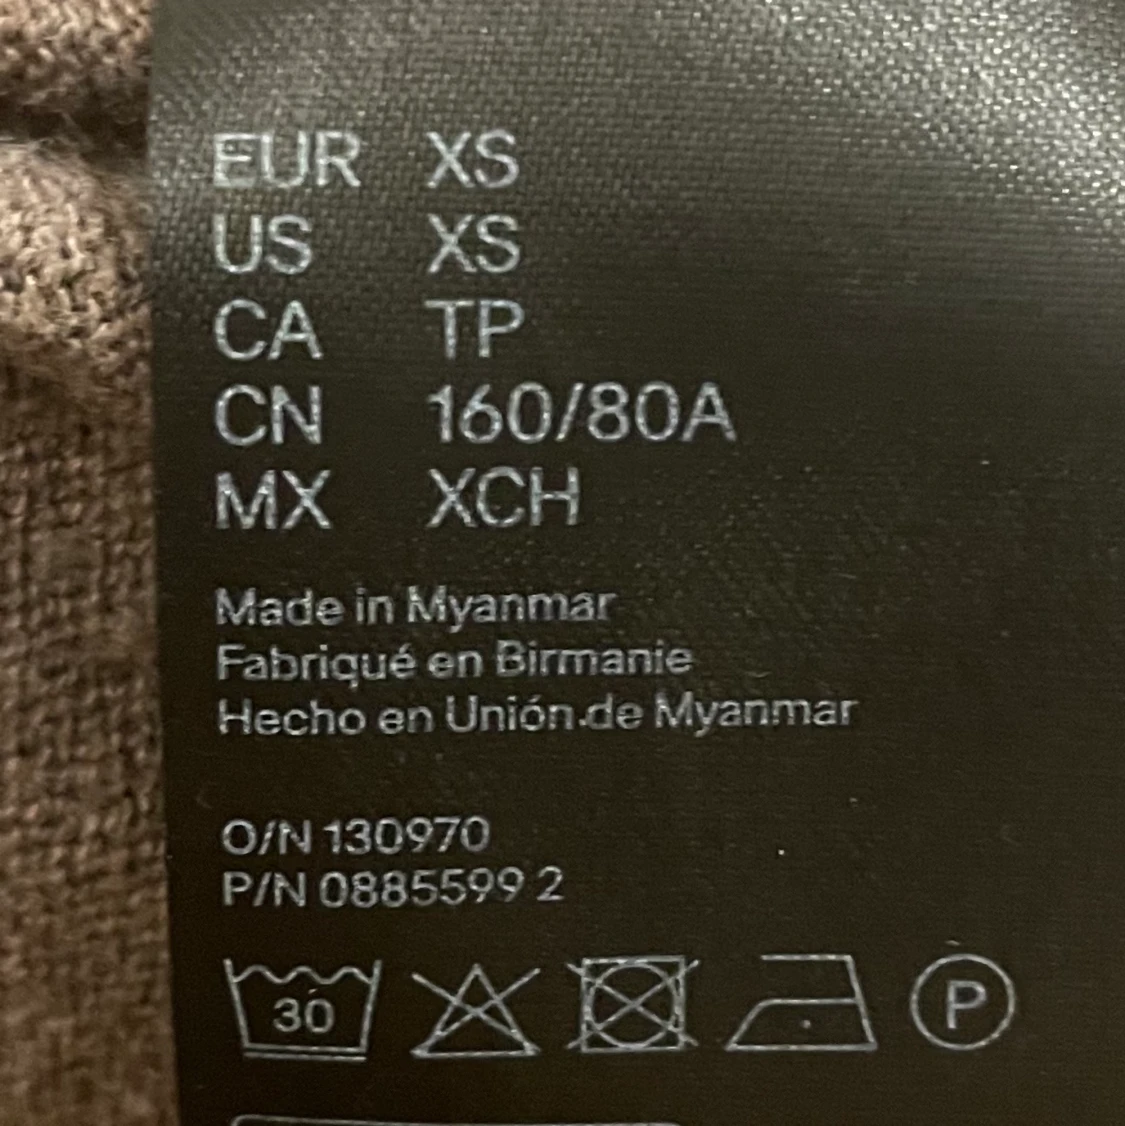 EUR XS
US XS
CA TP
CN 160/80A
MX XCH
Made in Myanmar
Fabriqué en Birmanie
Hecho en Unión de Myanmar
O/N 130970
P/N 0885599 2
30 P